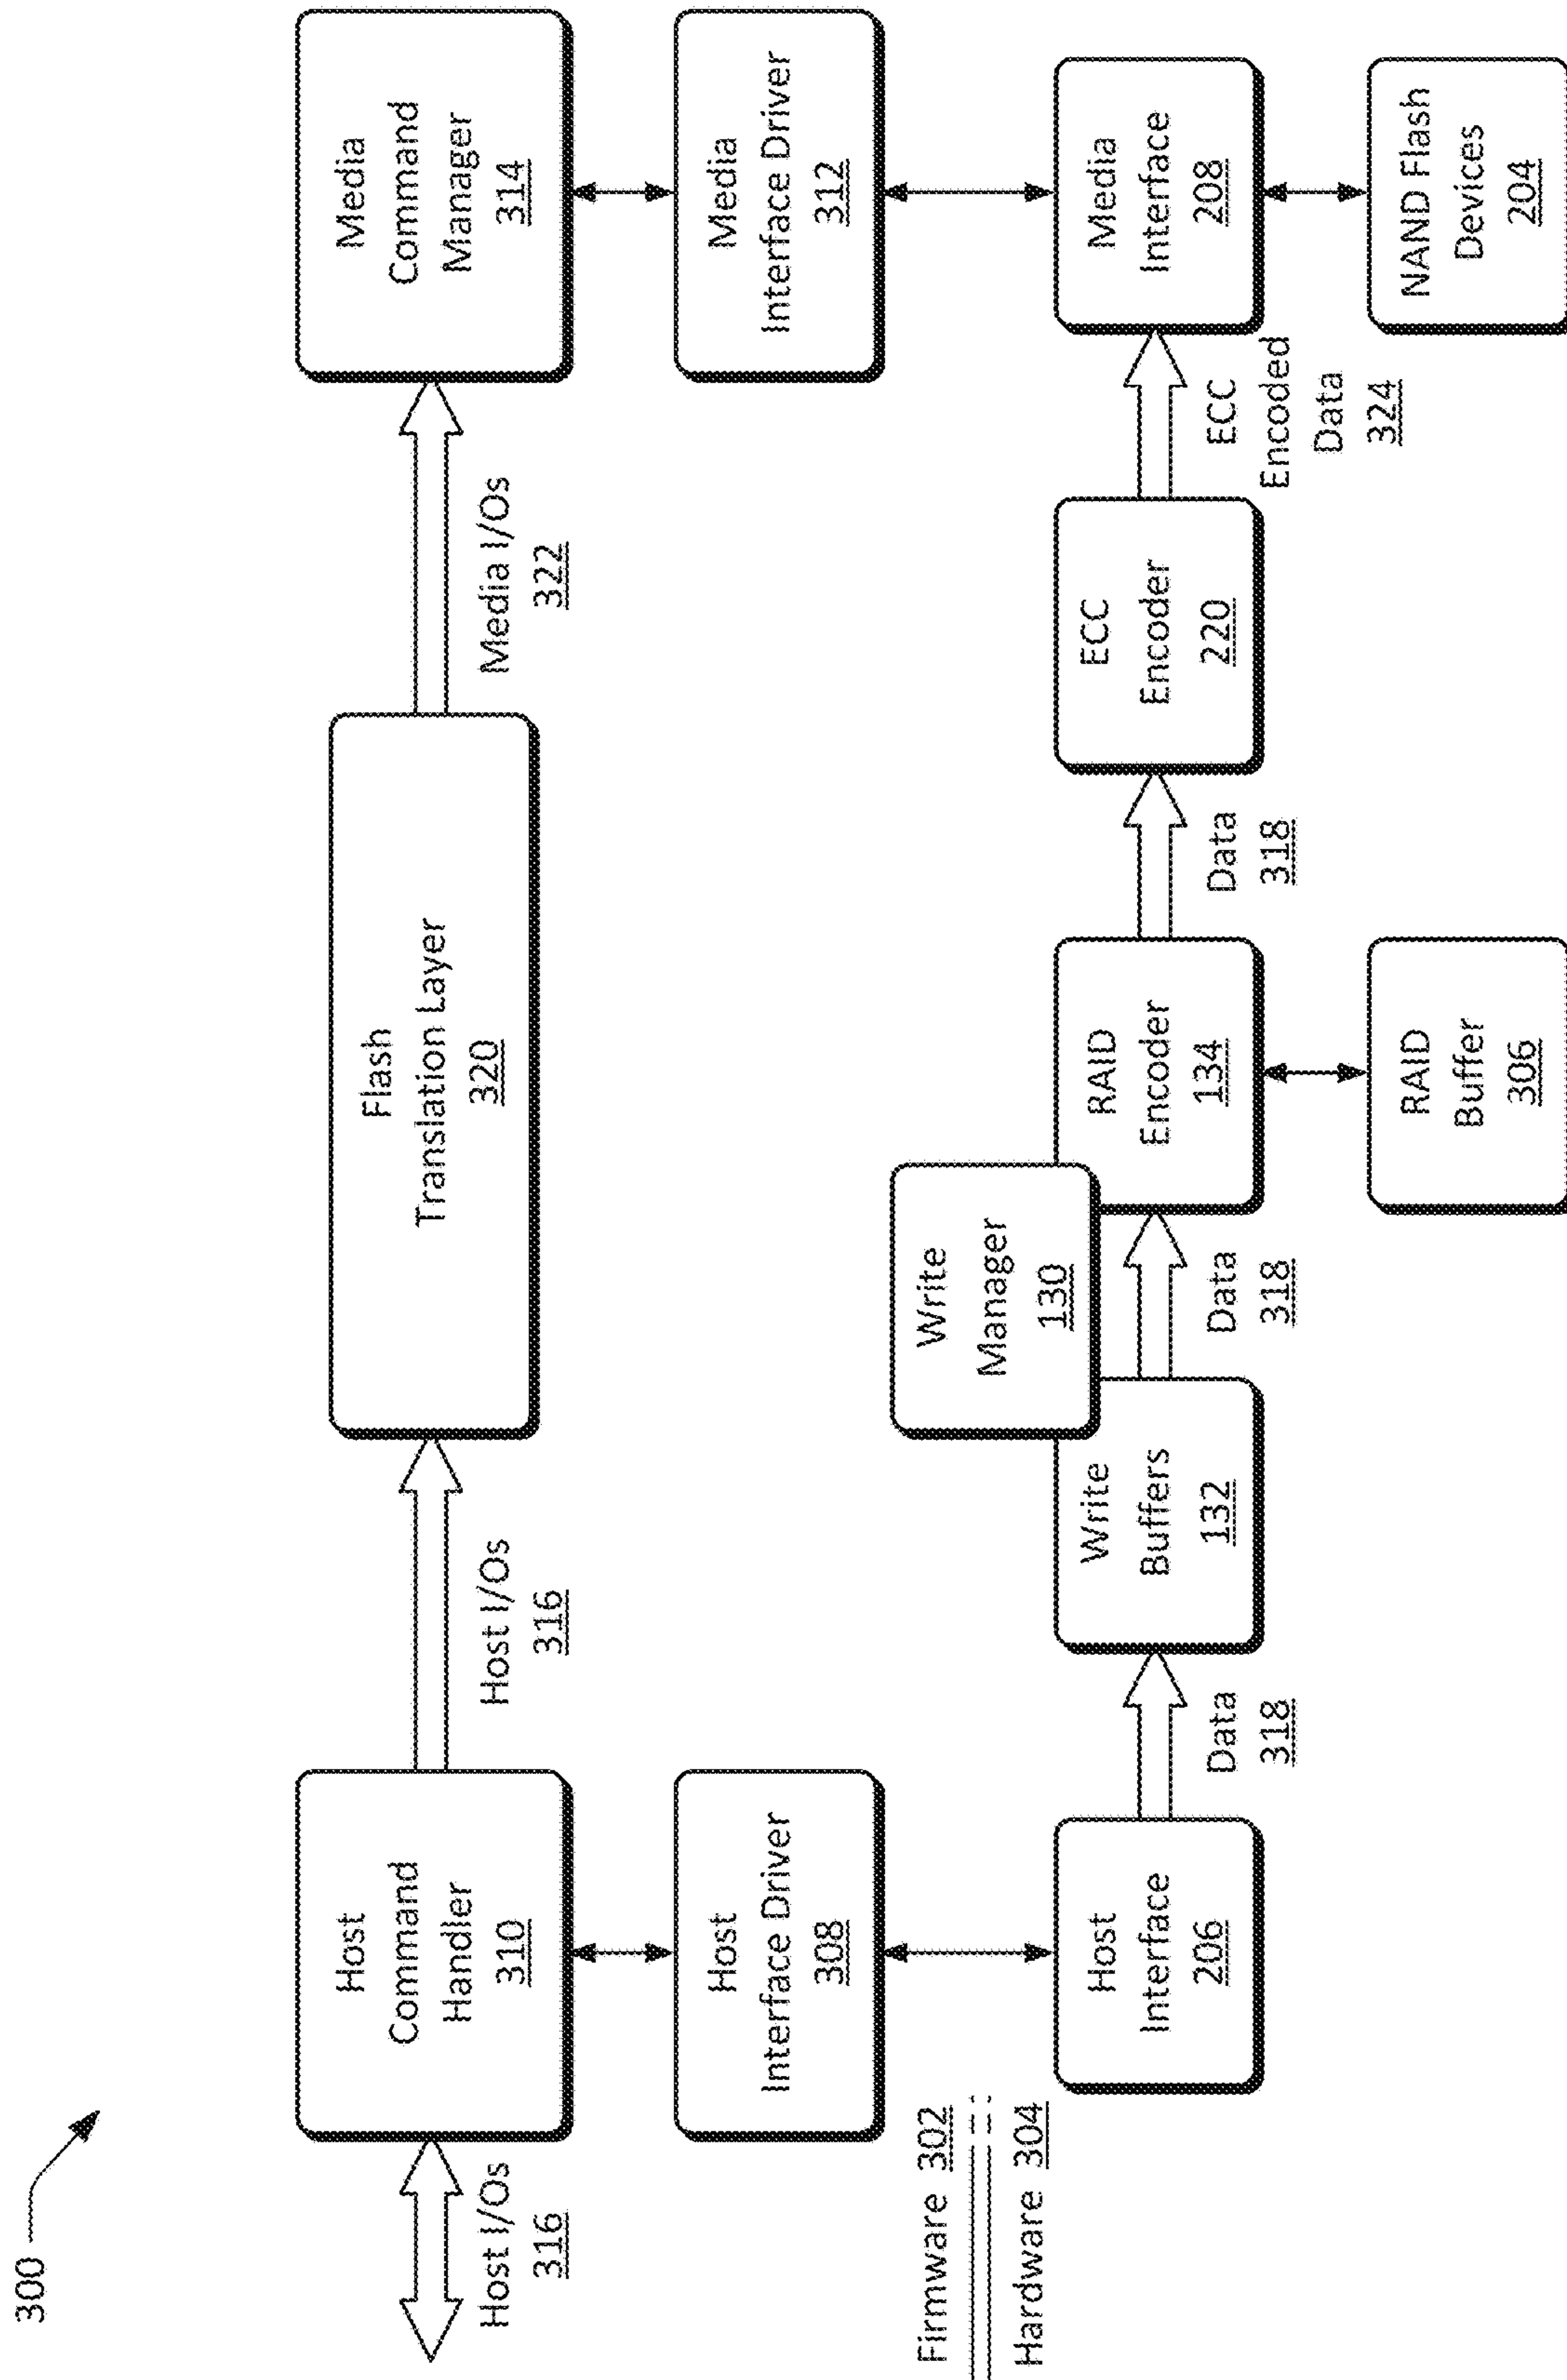 300
Host I/Os
316
Host
Command
Handler
310
Host I/Os
316
Flash
Translation Layer
320
Media I/Os
322
Media
Command
Manager
314
Host
Interface Driver
308
Media
Interface Driver
312
Firmware 302
Hardware 304
Write
Manager
130
Host
Interface
206
Data
318
Write
Buffers
132
Data
318
RAID
Encoder
134
Data
318
ECC
Encoder
220
ECC
Encoded
Data
324
Media
Interface
208
RAID
Buffer
306
NAND Flash
Devices
204